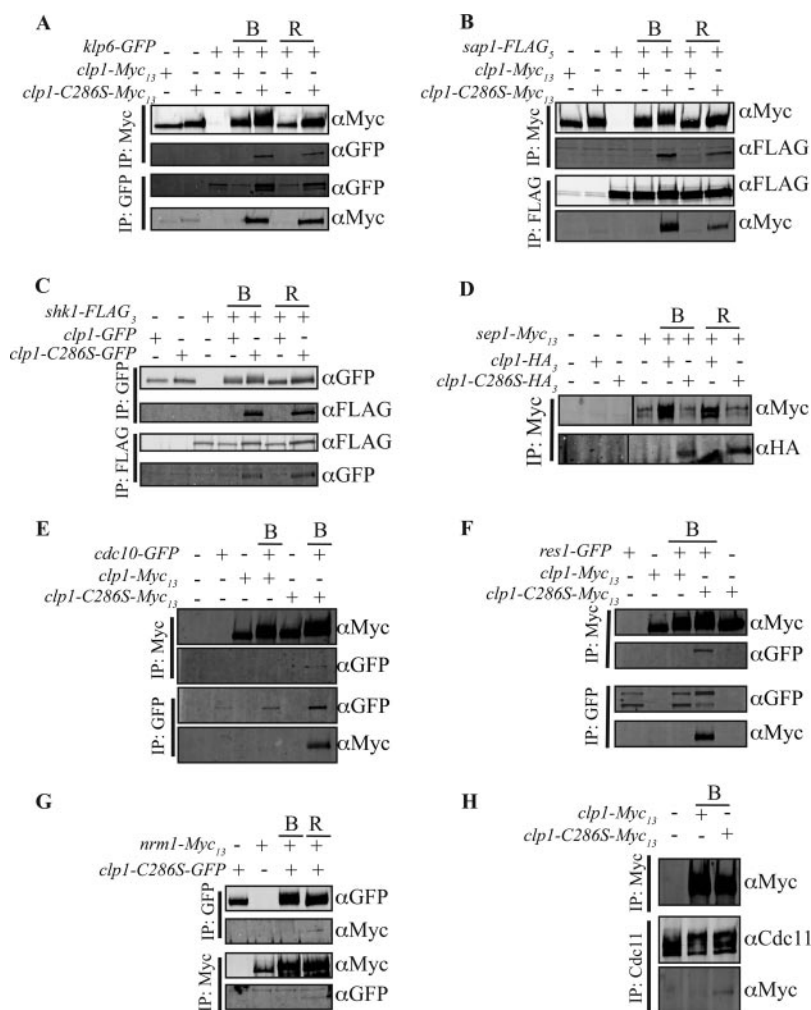 A
B R
klp6-GFP - - + + + + +
clp1-Myc13 + - - + - + -
clp1-C286S-Myc13 - + - - + - +
IP: Myc
αMyc
αGFP
IP: GFP
αGFP
αMyc
B
B R
sap1-FLAG5 - - + + + + +
clp1-Myc13 + - - + - + -
clp1-C286S-Myc13 - + - - + - +
IP: Myc
αMyc
αFLAG
IP: FLAG
αFLAG
αMyc
C
B R
shk1-FLAG3 - - + + + + +
clp1-GFP + - - + - + -
clp1-C286S-GFP - + - - + - +
IP: GFP
αGFP
αFLAG
IP: FLAG
αFLAG
αGFP
D
B R
sep1-Myc13 - - - + + + + +
clp1-HA3 - + - - + - + -
clp1-C286S-HA3 - - + - - + - +
IP: Myc
αMyc
αHA
E
B B
cdc10-GFP - + - + - +
clp1-Myc13 - - + + - -
clp1-C286S-Myc13 - - - - + +
IP: Myc
αMyc
αGFP
IP: GFP
αGFP
αMyc
F
B
res1-GFP + - + + -
clp1-Myc13 - + + - -
clp1-C286S-Myc13 - - - + +
IP: Myc
αMyc
αGFP
IP: GFP
αGFP
αMyc
G
B R
nrm1-Myc13 - + + +
clp1-C286S-GFP + - + +
IP: GFP
αGFP
αMyc
IP: Myc
αMyc
αGFP
H
B
clp1-Myc13 - + -
clp1-C286S-Myc13 - - +
IP: Myc
αMyc
IP: Cdc11
αCdc11
αMyc